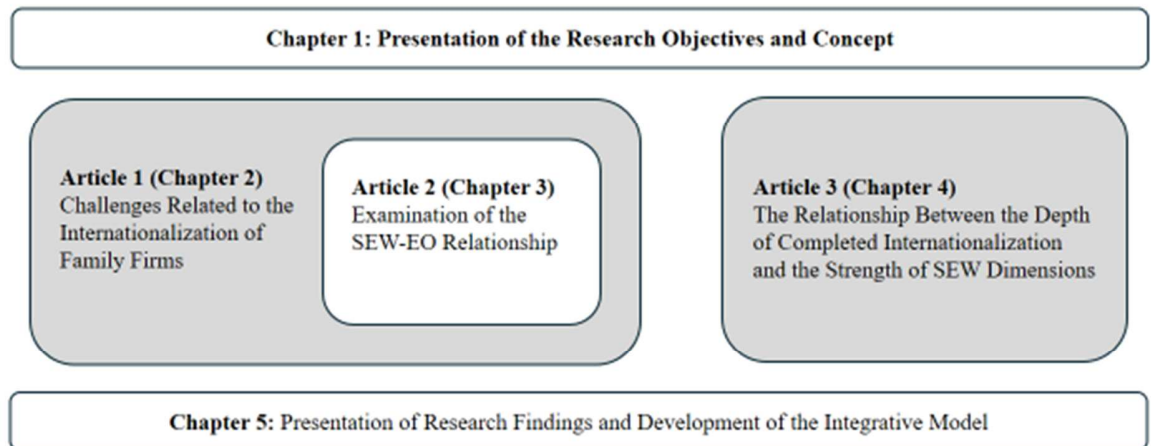 Chapter 1: Presentation of the Research Objectives and Concept
Article 1 (Chapter 2)
Challenges Related to the
Internationalization of
Family Firms
Article 2 (Chapter 3)
Examination of the
SEW-EO Relationship
Article 3 (Chapter 4)
The Relationship Between the Depth
of Completed Internationalization
and the Strength of SEW Dimensions
Chapter 5: Presentation of Research Findings and Development of the Integrative Model